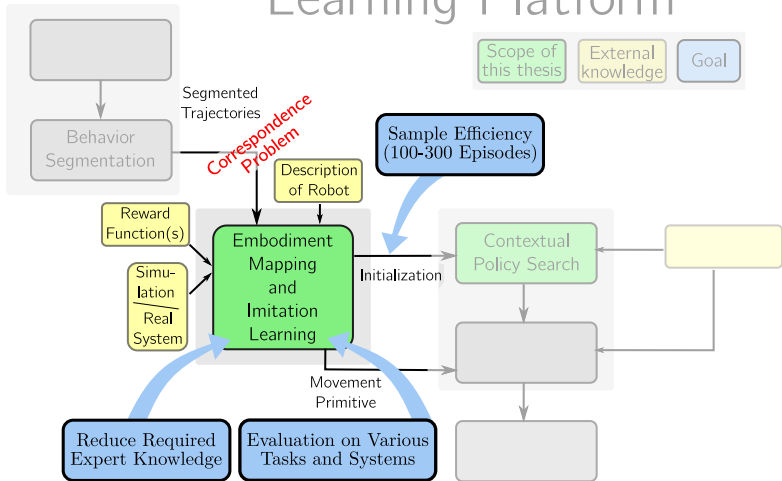 Learning Platform
Scope of
this thesis
External
knowledge
Goal
Segmented
Trajectories
Behavior
Segmentation
Correspondence
Problem
Sample Efficiency
(100-300 Episodes)
Description
of Robot
Reward
Function(s)
Embodiment
Mapping
and
Imitation
Learning
Initialization
Contextual
Policy Search
Simu-
lation
Real
System
Movement
Primitive
Reduce Required
Expert Knowledge
Evaluation on Various
Tasks and Systems